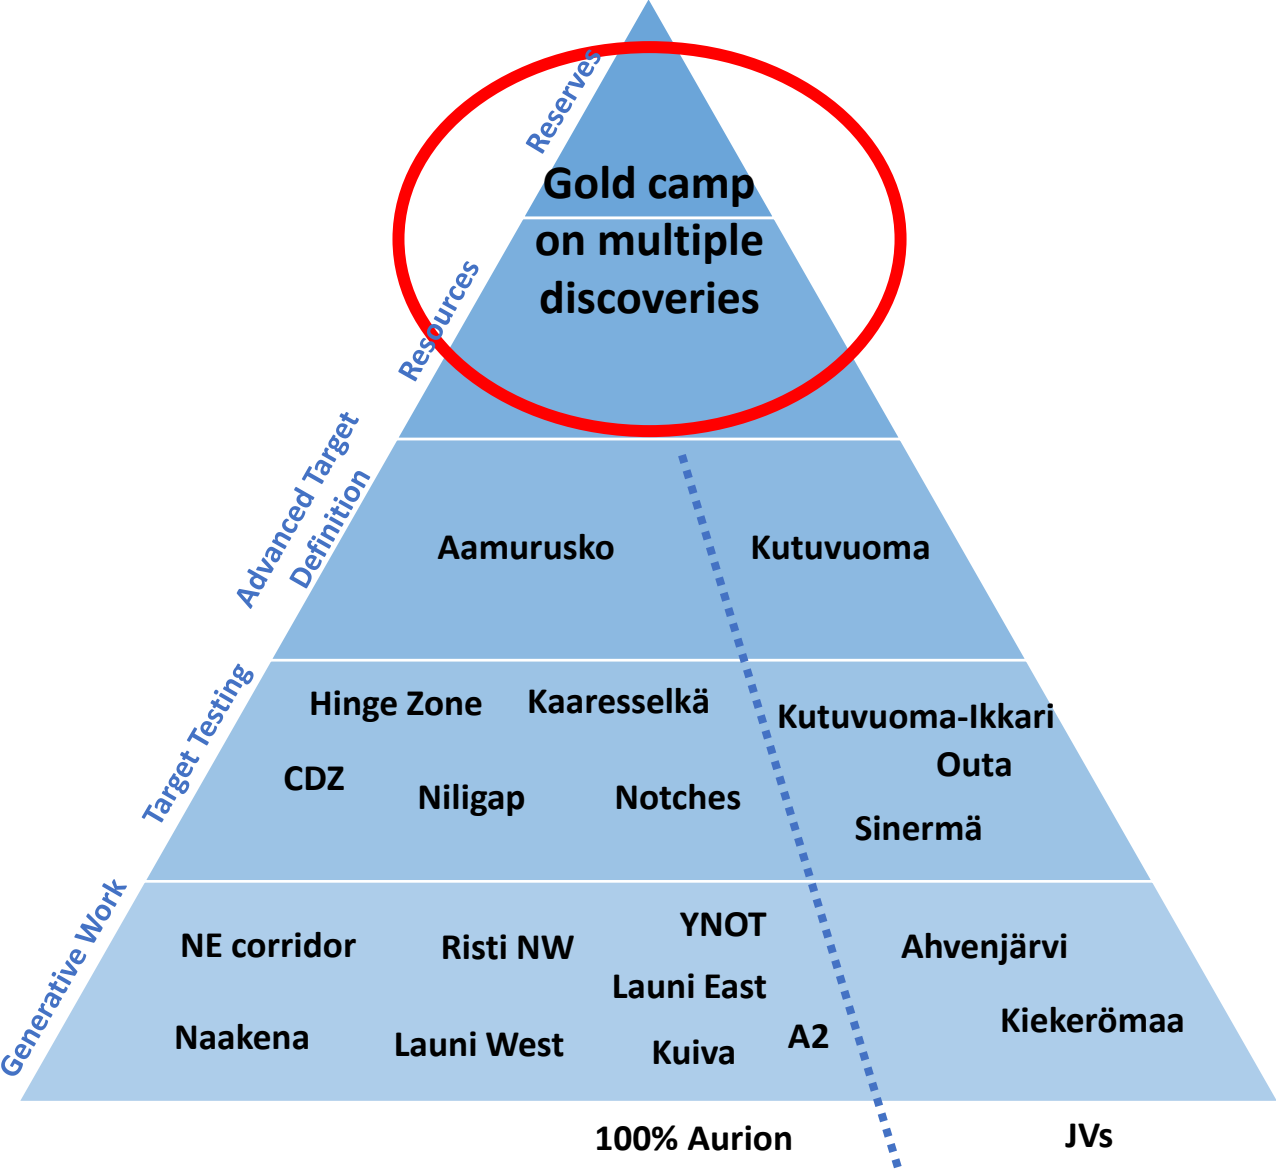 Reserves
Gold camp
on multiple
discoveries
Resources
Advanced Target
Definition
Aamurusko
Kutuvuoma
Target Testing
Hinge Zone
Kaaresselkä
Kutuvuoma-Ikkari
Outa
CDZ
Niligap
Notches
Sinermä
Generative Work
YNOT
NE corridor
Risti NW
Ahvenjärvi
Launi East
Kiekerömaa
Naakena
Launi West
Kuiva
A2
100% Aurion
JVs